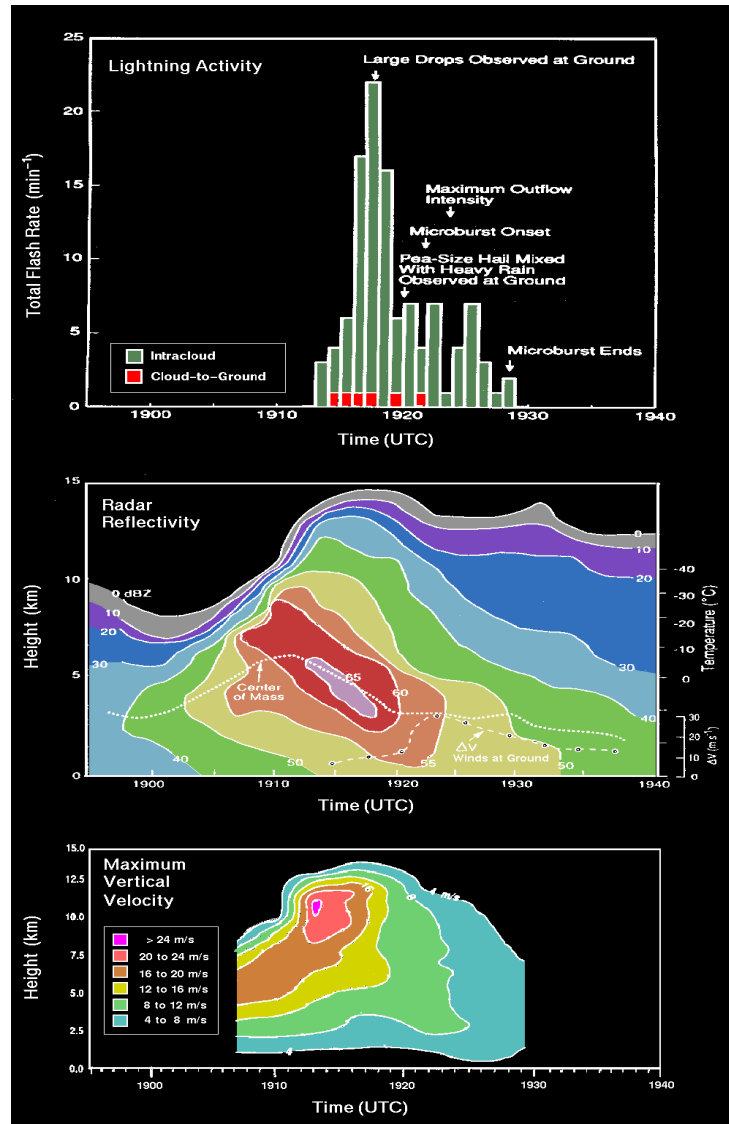 Lightning Activity
Large Drops Observed at Ground
Maximum Outflow
Intensity
Microburst Onset
Pea-Size Hail Mixed
With Heavy Rain
Observed at Ground
Microburst Ends
Total Flash Rate (min⁻¹)
25
20
15
10
5
0
Intracloud
Cloud-to-Ground
1900
1910
1920
1930
1940
Time (UTC)
Radar
Reflectivity
Height (km)
15
10
5
0
0 dBZ
10
20
30
40
50
55
60
65
50
40
30
20
10
0
Center
of Mass
ΔV
Winds at Ground
Temperature (°C)
-40
-30
-20
-10
0
ΔV (m s⁻¹)
30
20
10
0
1900
1910
1920
1930
1940
Time (UTC)
Maximum
Vertical
Velocity
Height (km)
15.0
12.5
10.0
7.5
5.0
2.5
0.0
> 24 m/s
20 to 24 m/s
16 to 20 m/s
12 to 16 m/s
8 to 12 m/s
4 to 8 m/s
16
8
4 m/s
4
1900
1910
1920
1930
1940
Time (UTC)